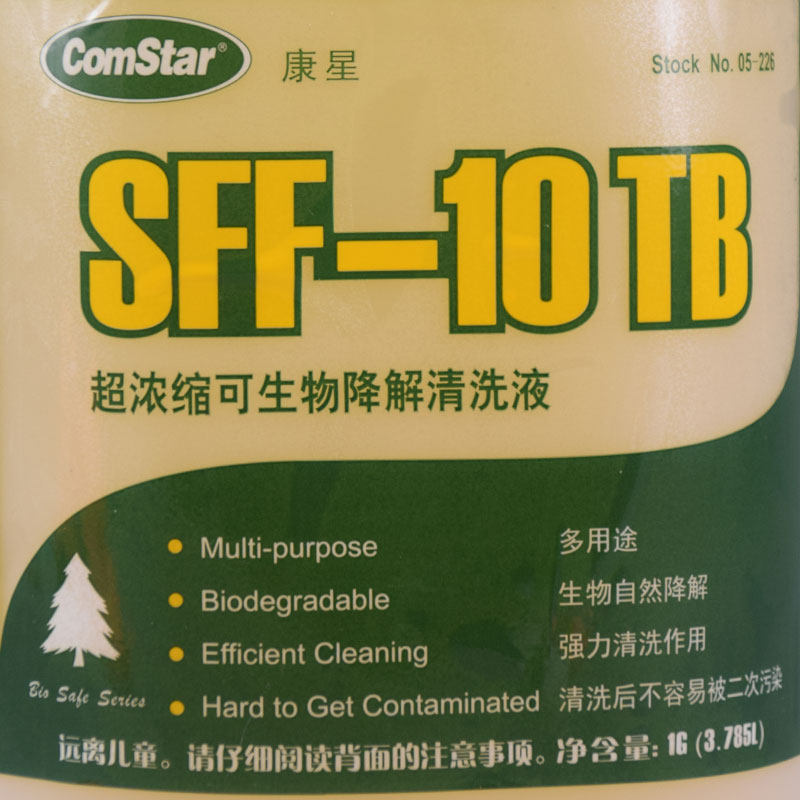 ComStar® 康星 Stock No. 05-226
SFF-10 TB
超浓缩可生物降解清洗液
Multi-purpose 多用途
Biodegradable 生物自然降解
Efficient Cleaning 强力清洗作用
Hard to Get Contaminated 清洗后不容易被二次污染
Bio Safe Series
远离儿童。请仔细阅读背面的注意事项。净含量: 1G (3.785L)